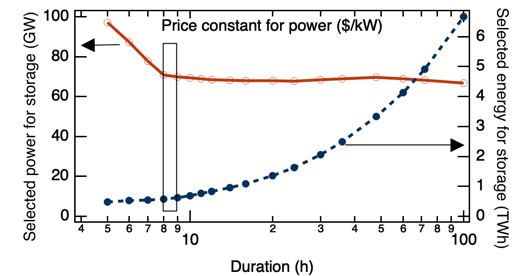 Price constant for power ($/kW)
Selected power for storage (GW)
100
80
60
40
20
0
6
5
4
3
2
1
0
Selected energy for storage (TWh)
4 5 6 7 8 9 10 2 3 4 5 6 7 8 9 100
Duration (h)